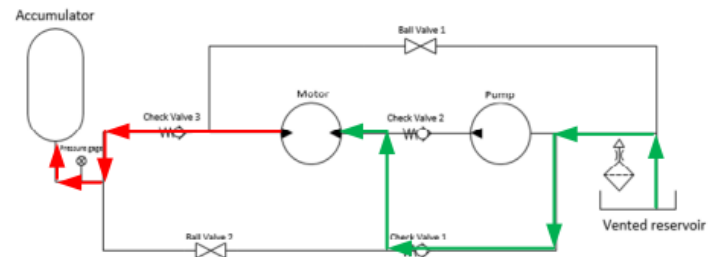 Accumulator
Ball Valve 1
Motor
Pump
Check Valve 3
Check Valve 2
Pressure gage
Vented reservoir
Ball Valve 2
Check Valve 1